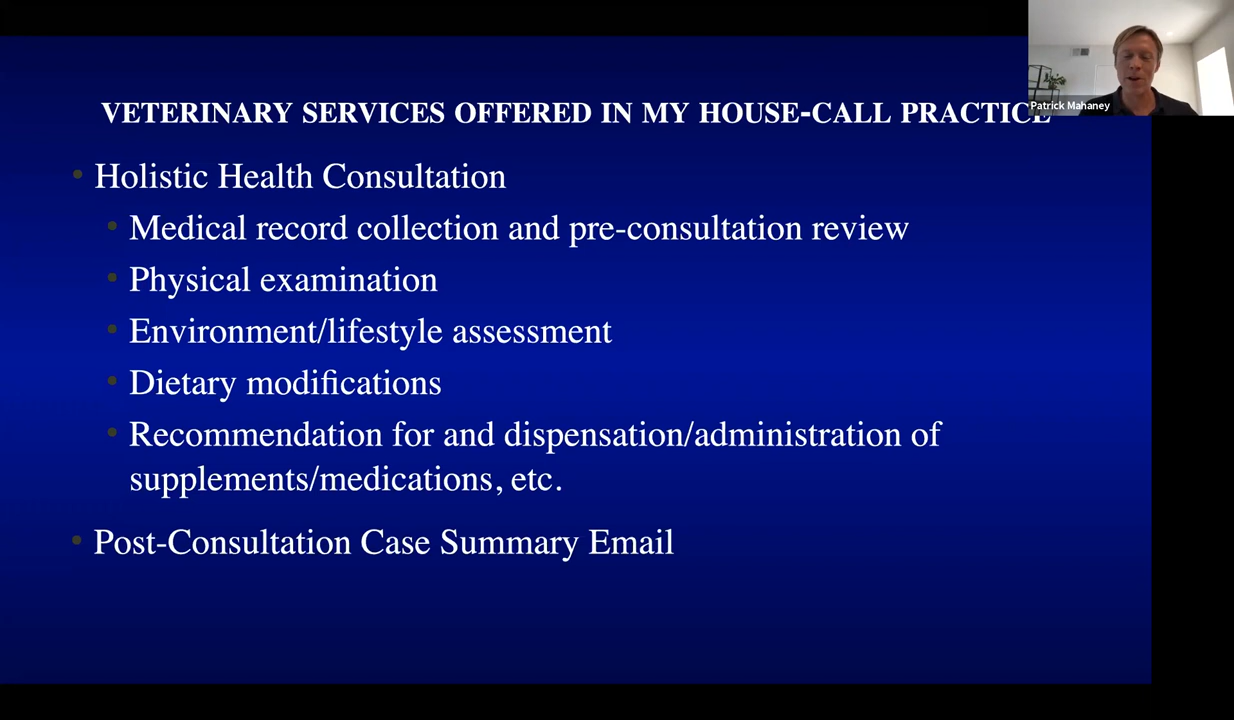 VETERINARY SERVICES OFFERED IN MY HOUSE-CALL PRACTICE
Patrick Mahaney
• Holistic Health Consultation
• Medical record collection and pre-consultation review
• Physical examination
• Environment/lifestyle assessment
• Dietary modifications
• Recommendation for and dispensation/administration of
supplements/medications, etc.
• Post-Consultation Case Summary Email